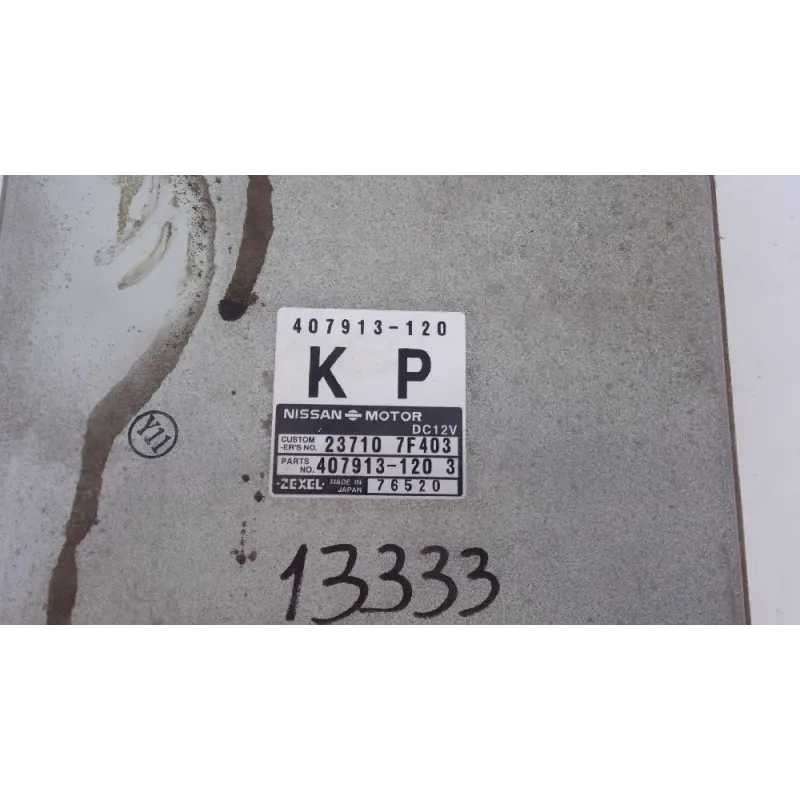 407913-120
K P
NISSAN MOTOR
DC12V
CUSTOM
-ER'S NO. 23710 7F403
PARTS
NO. 407913-120 3
-ZEXEL- MADE IN
JAPAN 76520
Y11
13333